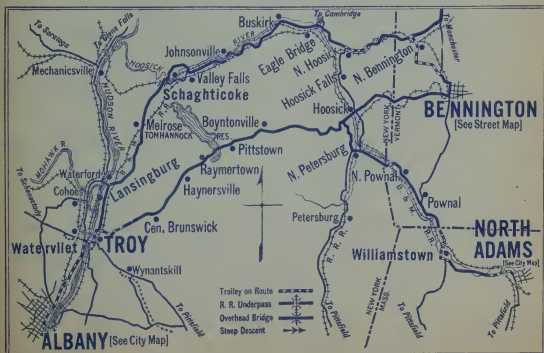 Buskirk
To Cambridge
To Glens Falls
To Saratoga
Johnsonville
RIVER
Eagle Bridge
N. Hoosick
N. Bennington
To Manchester
Mechanicsville
HOOSICK
Valley Falls
Schaghticoke
Hoosick Falls
HUDSON RIVER
B. & M.
R.R.
Hoosick
BENNINGTON
[See Street Map]
Melrose
Boyntonville
TOMHANNOCK RES.
NEW YORK
VERMONT
MOHAWK R.
Waterford
Lansingburg
Pittstown
Raymertown
N. Petersburg
N. Pownal
To Schenectady
Cohoes
Haynersville
B. & M. R.R.
Pownal
Petersburg
Cen. Brunswick
NORTH
ADAMS
[See City Map]
Watervliet
TROY
R. R. R.
Williamstown
Wynantskill
Trolley on Route
R. R. Underpass
Overhead Bridge
Steep Descent
NEW YORK
MASS.
To Pittsfield
To Pittsfield
To Pittsfield
To Pittsfield
ALBANY [See City Map]